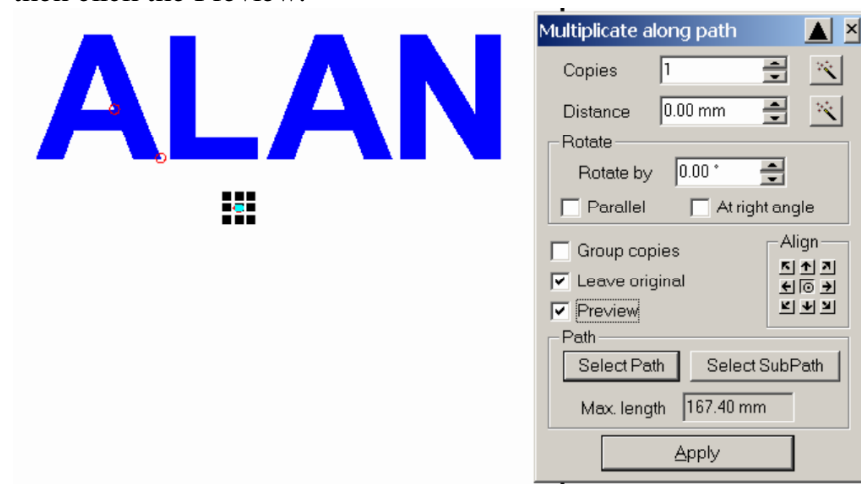 then click the Preview.
ALAN
Multiplicate along path
Copies 1
Distance 0.00 mm
Rotate
Rotate by 0.00 °
Parallel At right angle
Group copies
Align
Leave original
Preview
Path
Select Path Select SubPath
Max. length 167.40 mm
Apply